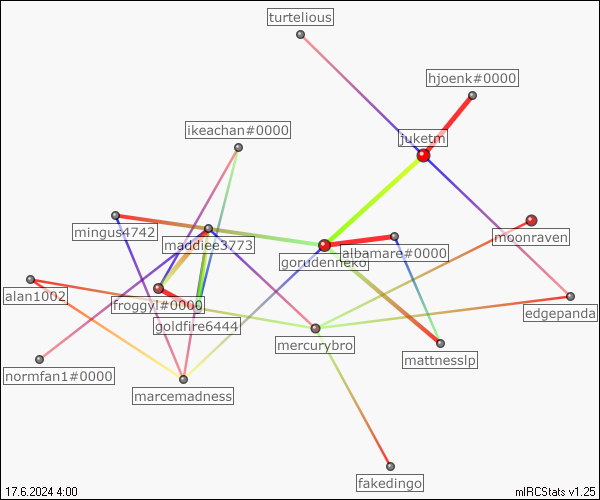 turtelious
hjoenk#0000
ikeachan#0000
juketm
mingus4742
maddiee3773
gorudenneko
albamare#0000
moonraven
alan1002
froggyl#0000
goldfire6444
edgepanda
mercurybro
mattnesslp
normfan1#0000
marcemadness
fakedingo
17.6.2024 4:00
mIRCStats v1.25